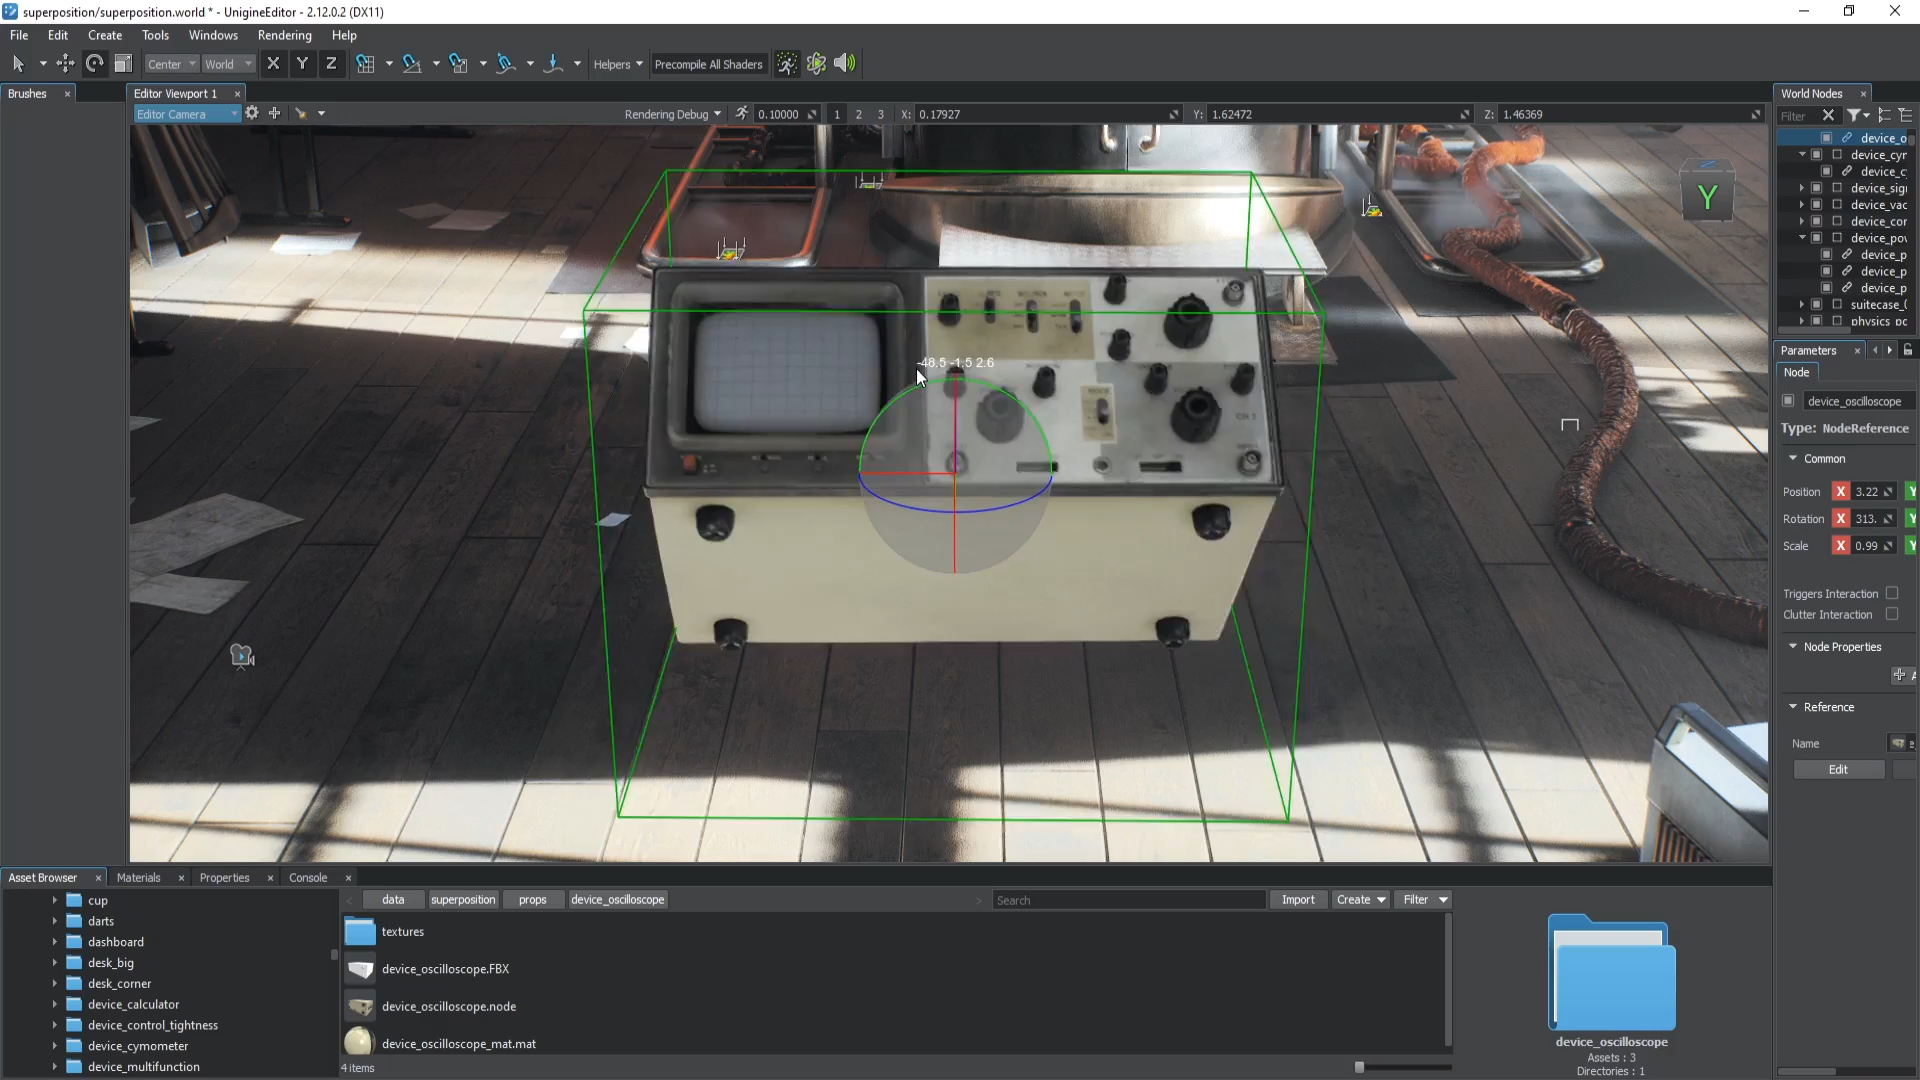 superposition/superposition.world * - UnigineEditor - 2.12.0.2 (DX11)
File Edit Create Tools Windows Rendering Help
Center World X Y Z Helpers Precompile All Shaders
Brushes
Editor Viewport 1
Editor Camera
Rendering Debug 0.10000 1 2 3 X: 0.17927 Y: 1.62472 Z: 1.46369
-48.5 -1.5 2.6
Z
Y
World Nodes
Filter
device_o
device_cyr
device_c
device_sig
device_vac
device_cor
device_po
device_p
device_p
device_p
suitecase_
physics_pc
Parameters
Node
device_oscilloscope
Type: NodeReference
Common
Position X 3.22 Y
Rotation X 313. Y
Scale X 0.99 Y
Triggers Interaction
Clutter Interaction
Node Properties
A
Reference
Name
Edit
Asset Browser Materials Properties Console
cup
darts
dashboard
desk_big
desk_corner
device_calculator
device_control_tightness
device_cymometer
device_multifunction
data superposition props device_oscilloscope
Search Import Create Filter
textures
device_oscilloscope.FBX
device_oscilloscope.node
device_oscilloscope_mat.mat
4 items
device_oscilloscope
Assets : 3
Directories : 1